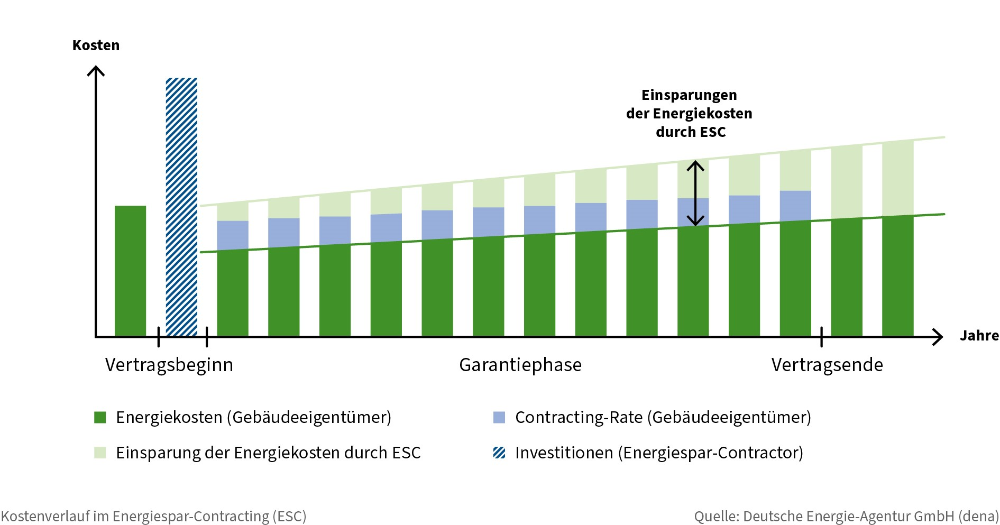 Kosten
Einsparungen
der Energiekosten
durch ESC
Jahre
Vertragsbeginn
Garantiephase
Vertragsende
Energiekosten (Gebäudeeigentümer)
Contracting-Rate (Gebäudeeigentümer)
Einsparung der Energiekosten durch ESC
Investitionen (Energiespar-Contractor)
Kostenverlauf im Energiespar-Contracting (ESC)
Quelle: Deutsche Energie-Agentur GmbH (dena)